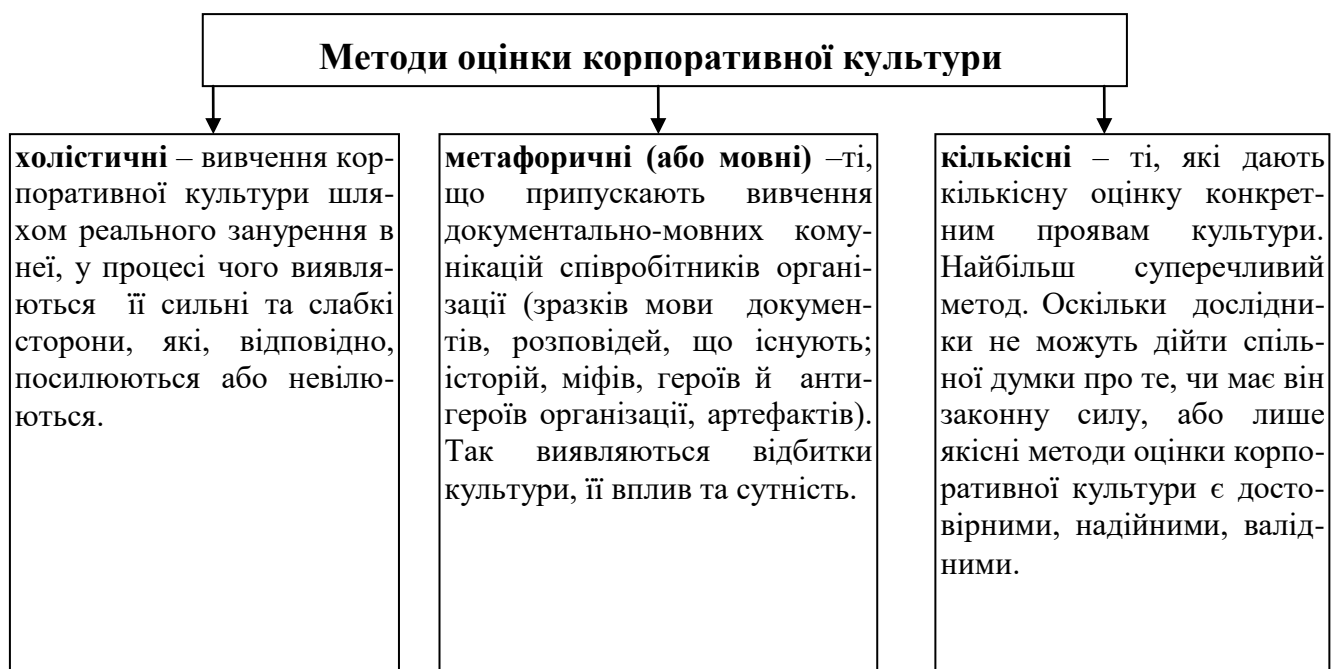 Методи оцінки корпоративної культури
холістичні – вивчення кор-
поративної культури шля-
хом реального занурення в
неї, у процесі чого виявля-
ються її сильні та слабкі
сторони, які, відповідно,
посилюються або невілю-
ються.
метафоричні (або мовні) –ті,
що припускають вивчення
документально-мовних кому-
нікацій співробітників органі-
зації (зразків мови докумен-
тів, розповідей, що існують;
історій, міфів, героїв й анти-
героїв організації, артефактів).
Так виявляються відбитки
культури, її вплив та сутність.
кількісні – ті, які дають
кількісну оцінку конкрет-
ним проявам культури.
Найбільш суперечливий
метод. Оскільки дослідни-
ки не можуть дійти спіль-
ної думки про те, чи має він
законну силу, або лише
якісні методи оцінки корпо-
ративної культури є досто-
вірними, надійними, валід-
ними.